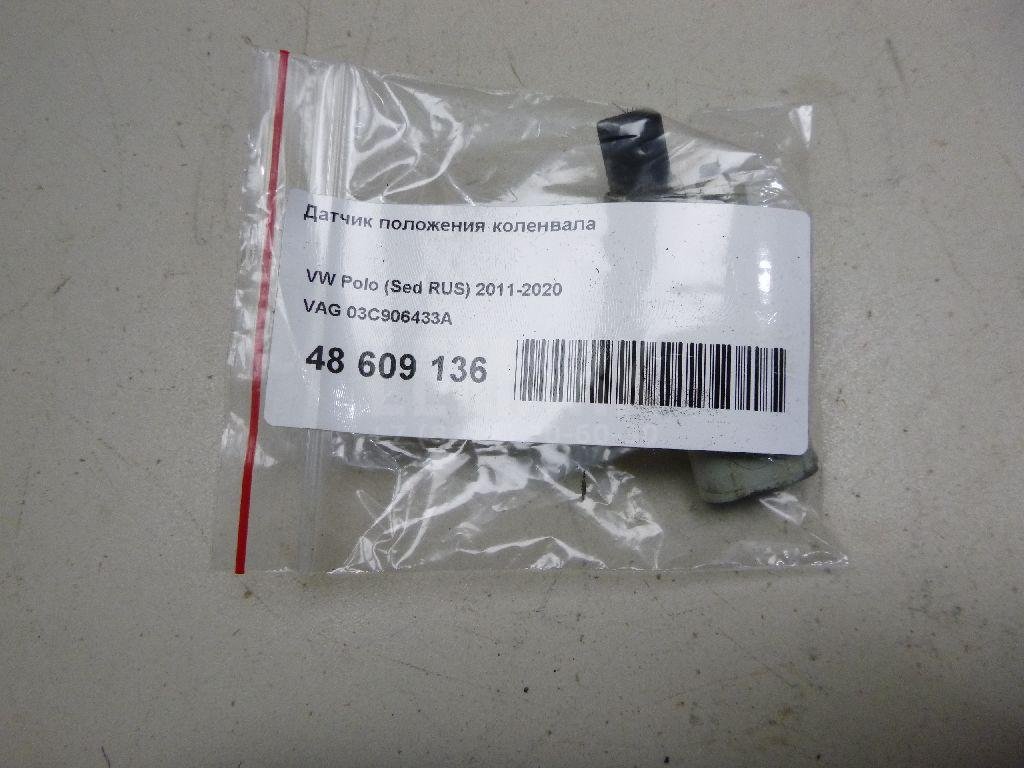 Датчик положения коленвала
VW Polo (Sed RUS) 2011-2020
VAG 03C906433A
48 609 136